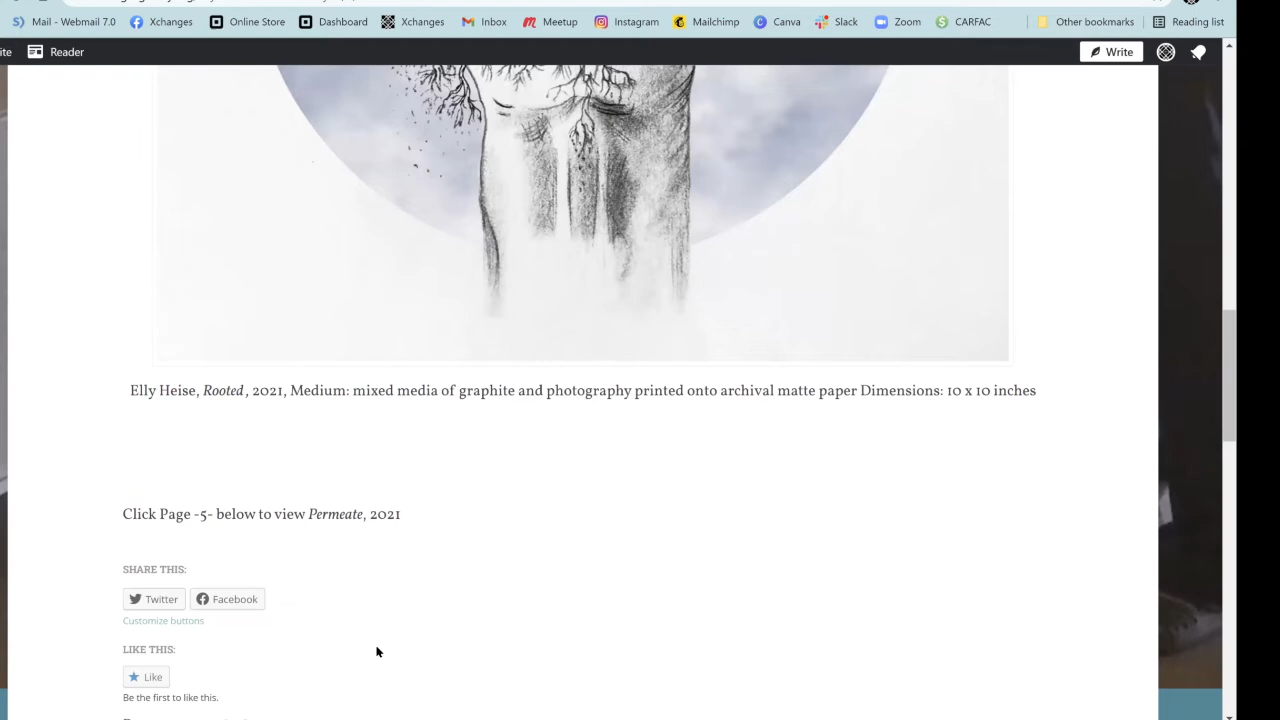 Mail - Webmail 7.0 Xchanges Online Store Dashboard Xchanges Inbox Meetup Instagram Mailchimp Canva Slack Zoom CARFAC Other bookmarks Reading list
ite Reader Write
Elly Heise, Rooted, 2021, Medium: mixed media of graphite and photography printed onto archival matte paper Dimensions: 10 x 10 inches
Click Page -5- below to view Permeate, 2021
SHARE THIS:
Twitter Facebook
Customize buttons
LIKE THIS:
Like
Be the first to like this.